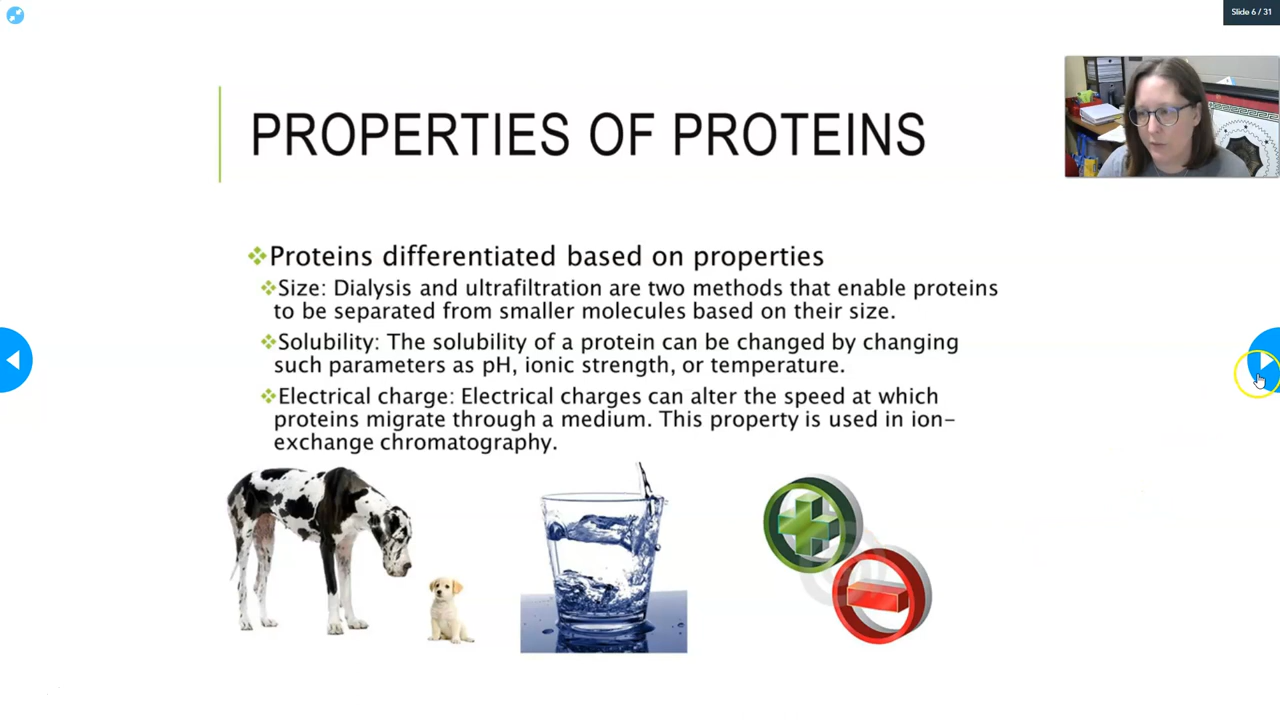 Slide 6 / 31
PROPERTIES OF PROTEINS
Proteins differentiated based on properties
Size: Dialysis and ultrafiltration are two methods that enable proteins
to be separated from smaller molecules based on their size.
Solubility: The solubility of a protein can be changed by changing
such parameters as pH, ionic strength, or temperature.
Electrical charge: Electrical charges can alter the speed at which
proteins migrate through a medium. This property is used in ion-
exchange chromatography.